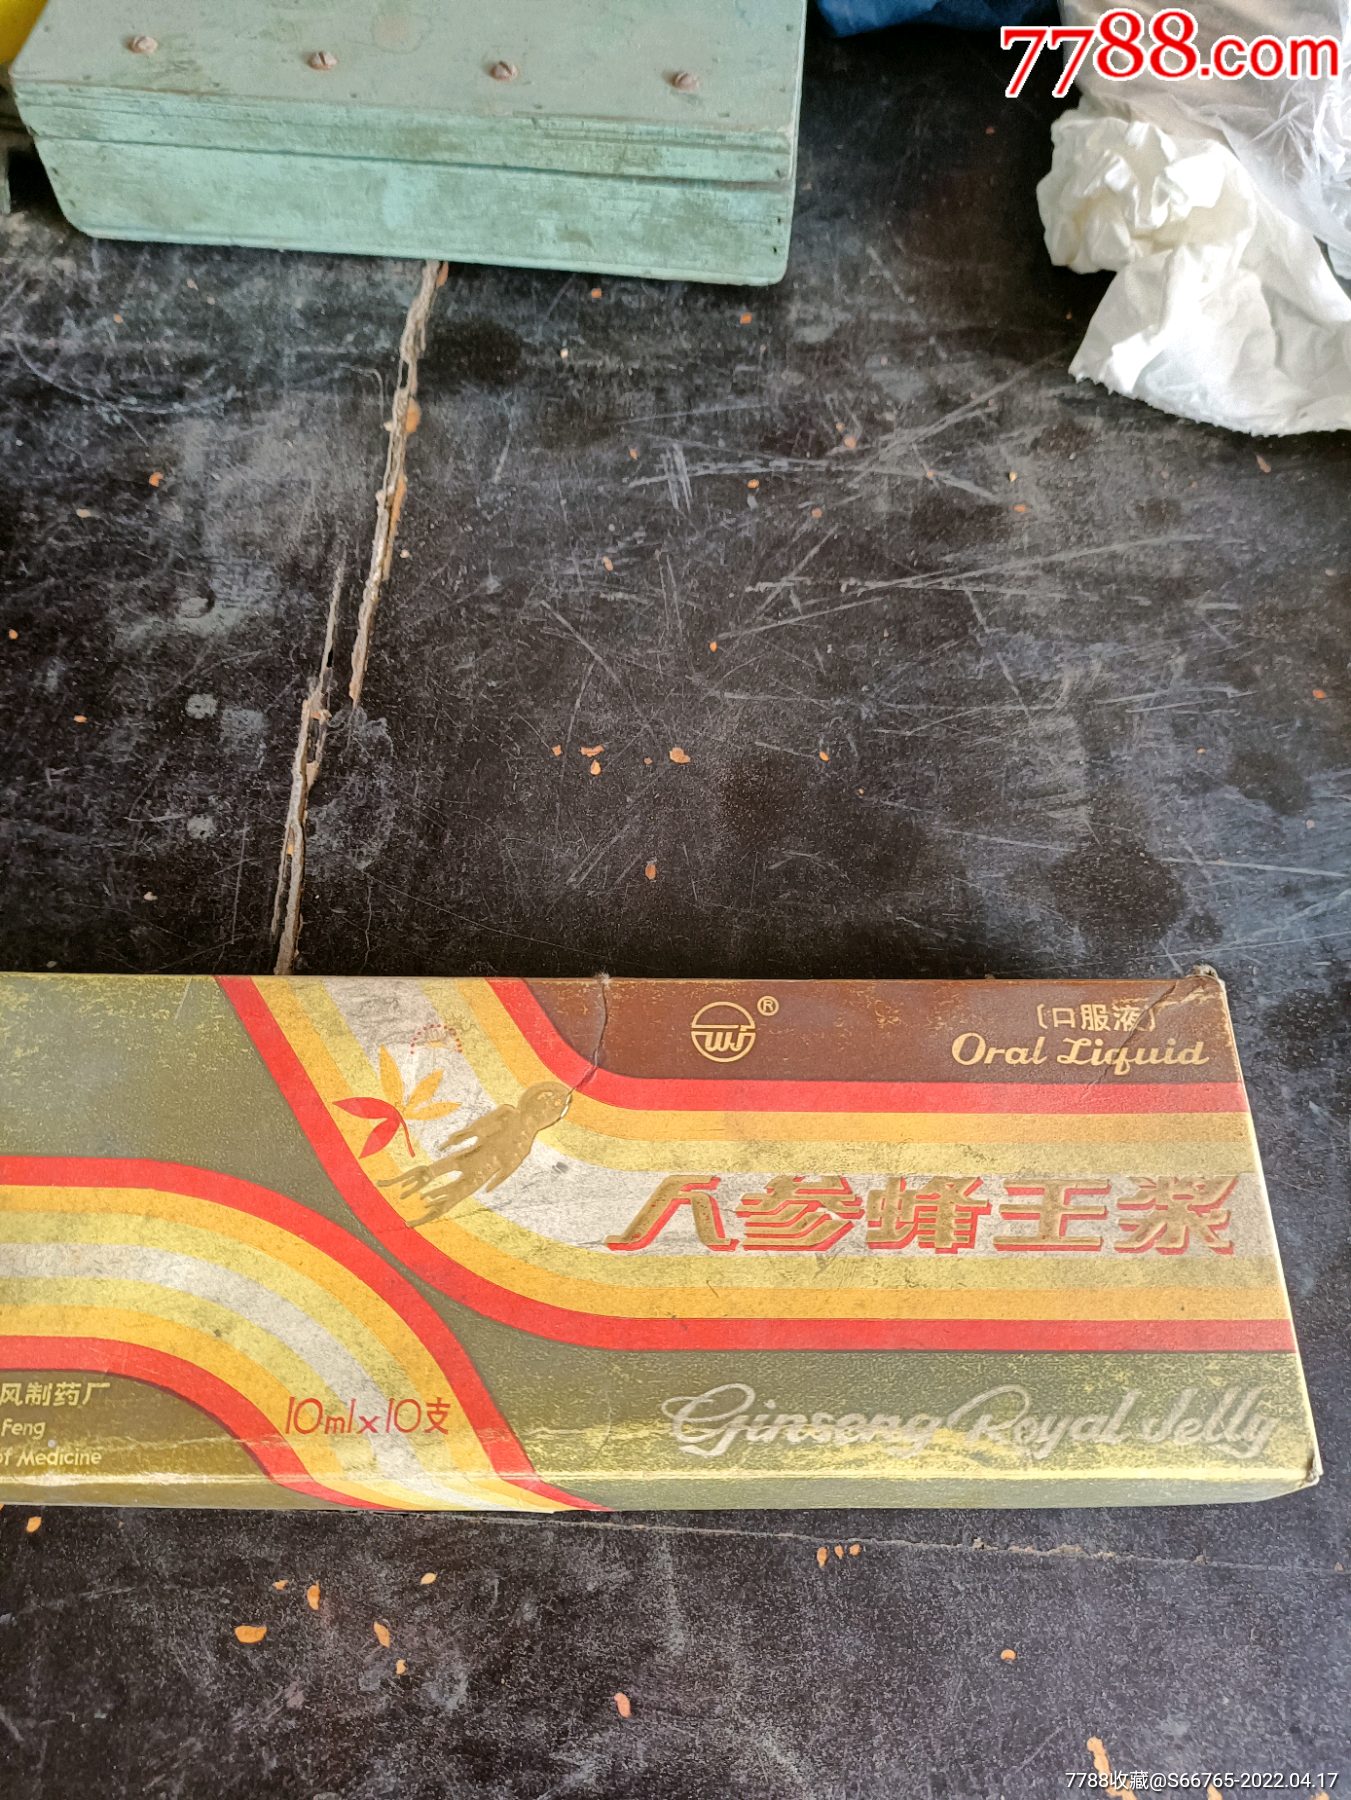 7788.com
WJ ®
(口服液)
Oral Liquid
人参蜂王浆
风制药厂
Feng
of Medicine
10ml×10支
Ginseng Royal Jelly
7788收藏@S66765-2022.04.17